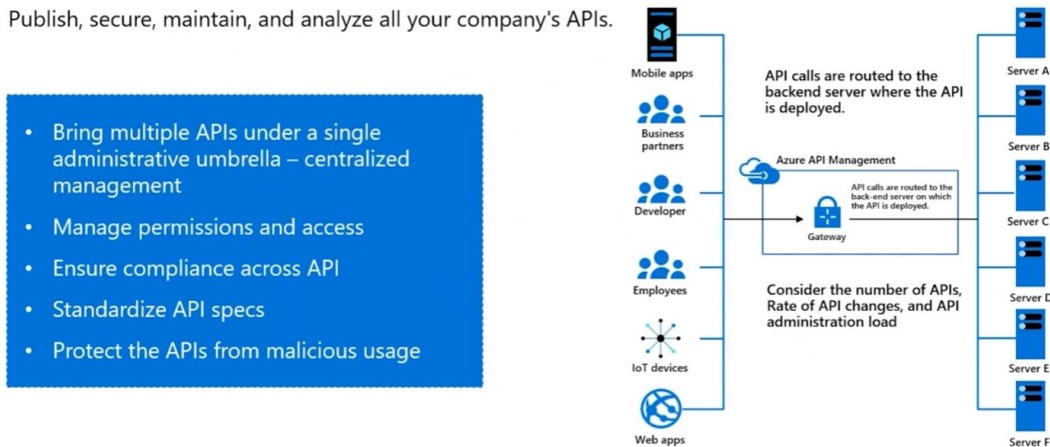 Publish, secure, maintain, and analyze all your company's APIs.
• Bring multiple APIs under a single
administrative umbrella – centralized
management
• Manage permissions and access
• Ensure compliance across API
• Standardize API specs
• Protect the APIs from malicious usage
Mobile apps
Business
partners
Developer
Employees
IoT devices
Web apps
API calls are routed to the
backend server where the API
is deployed.
Azure API Management
API calls are routed to the
back-end server on which
the API is deployed.
Gateway
Consider the number of APIs,
Rate of API changes, and API
administration load
Server A
Server B
Server C
Server D
Server E
Server F